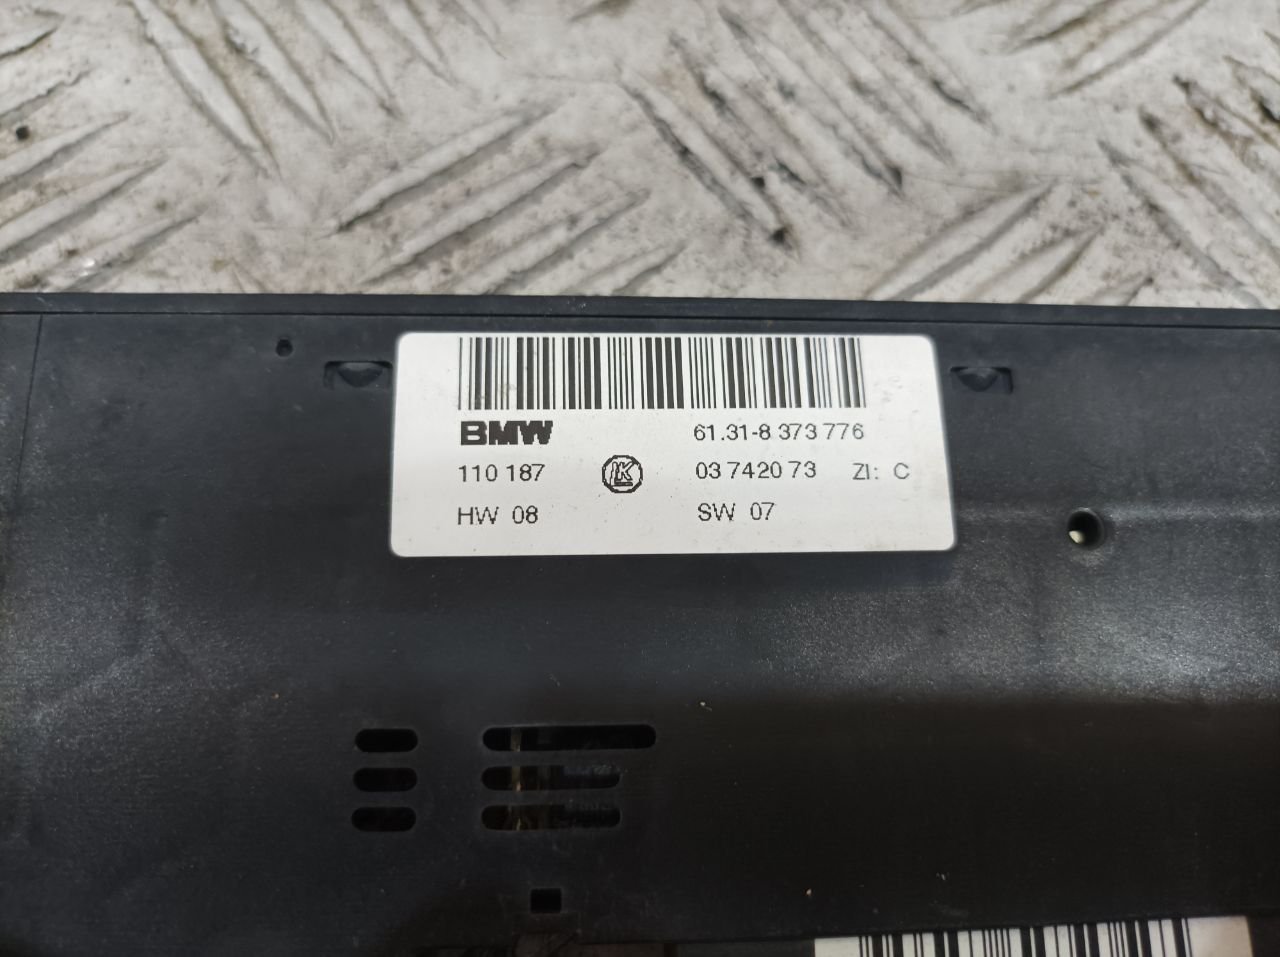 BMW 61.31-8 373 776
110 187 LK 03 7420 73 ZI: C
HW 08 SW 07